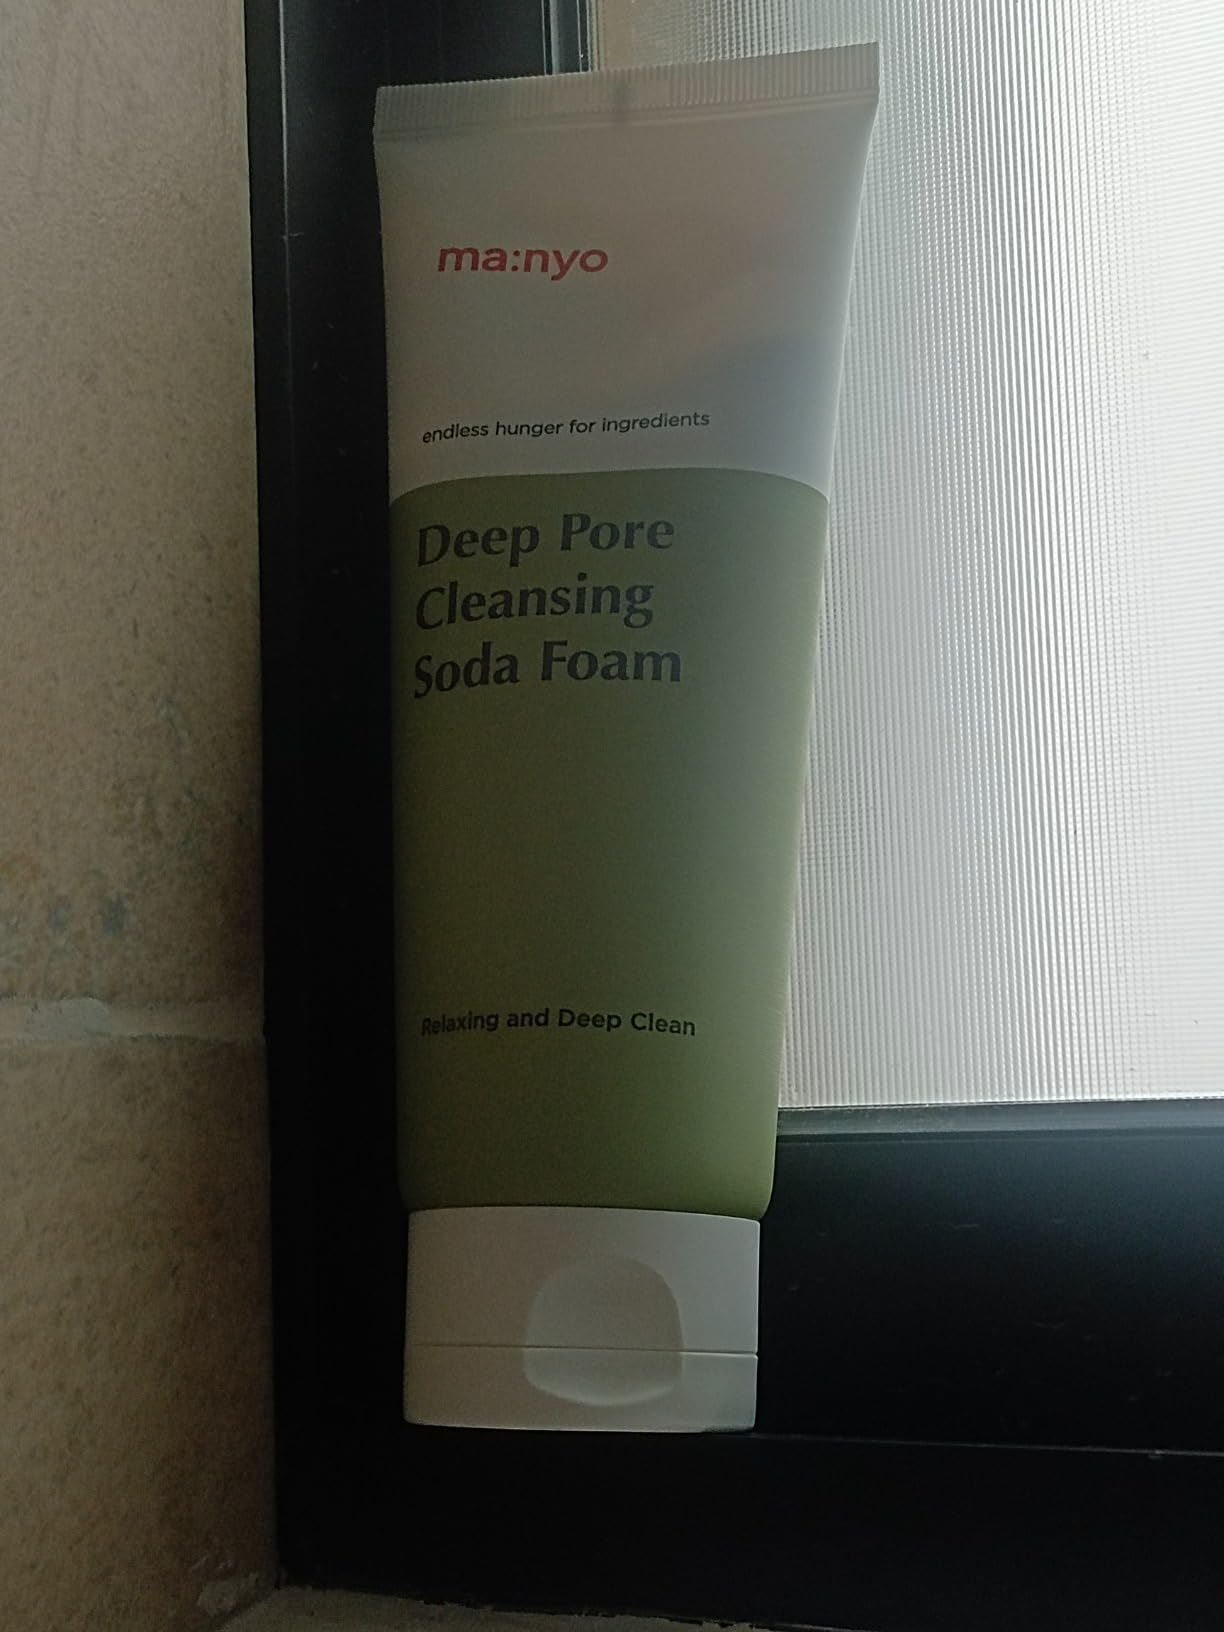 ma:nyo
endless hunger for ingredients
Deep Pore
Cleansing
Soda Foam
Relaxing and Deep Clean